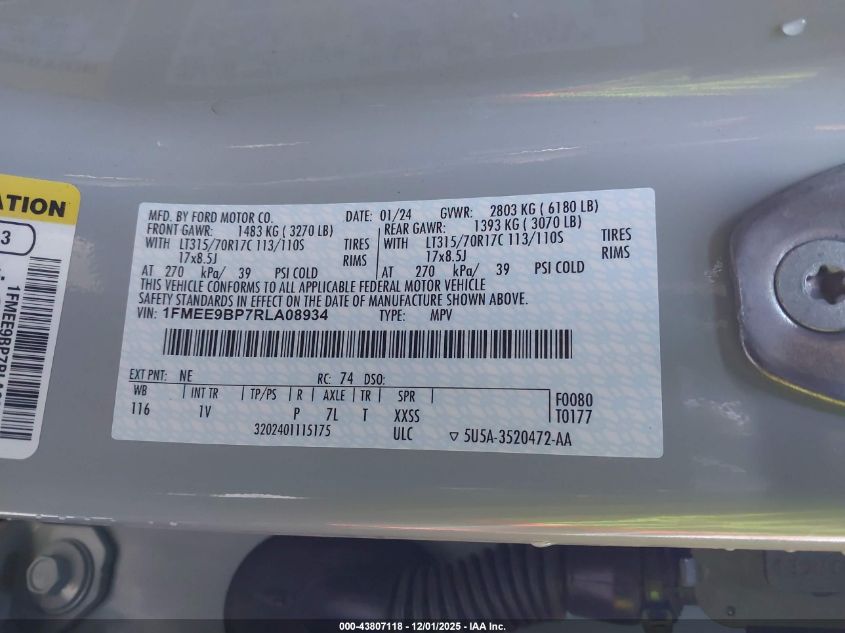 ATION
3
1FMEE9BP7RLA0
MFD. BY FORD MOTOR CO. DATE: 01/24 GVWR: 2803 KG ( 6180 LB)
FRONT GAWR: 1483 KG ( 3270 LB) REAR GAWR: 1393 KG ( 3070 LB)
WITH LT315/70R17C 113/110S TIRES WITH LT315/70R17C 113/110S TIRES
17x8.5J RIMS 17x8.5J RIMS
AT 270 kPa/ 39 PSI COLD AT 270 kPa/ 39 PSI COLD
THIS VEHICLE CONFORMS TO ALL APPLICABLE FEDERAL MOTOR VEHICLE
SAFETY STANDARDS IN EFFECT ON THE DATE OF MANUFACTURE SHOWN ABOVE.
VIN: 1FMEE9BP7RLA08934 TYPE: MPV
EXT PNT: NE RC: 74 DSO:
WB INT TR TP/PS R AXLE TR SPR F0080
116 1V P 7L T XXSS T0177
3202401115175 ULC ▽ 5U5A-3520472-AA
000-43807118 - 12/01/2025 - IAA Inc.